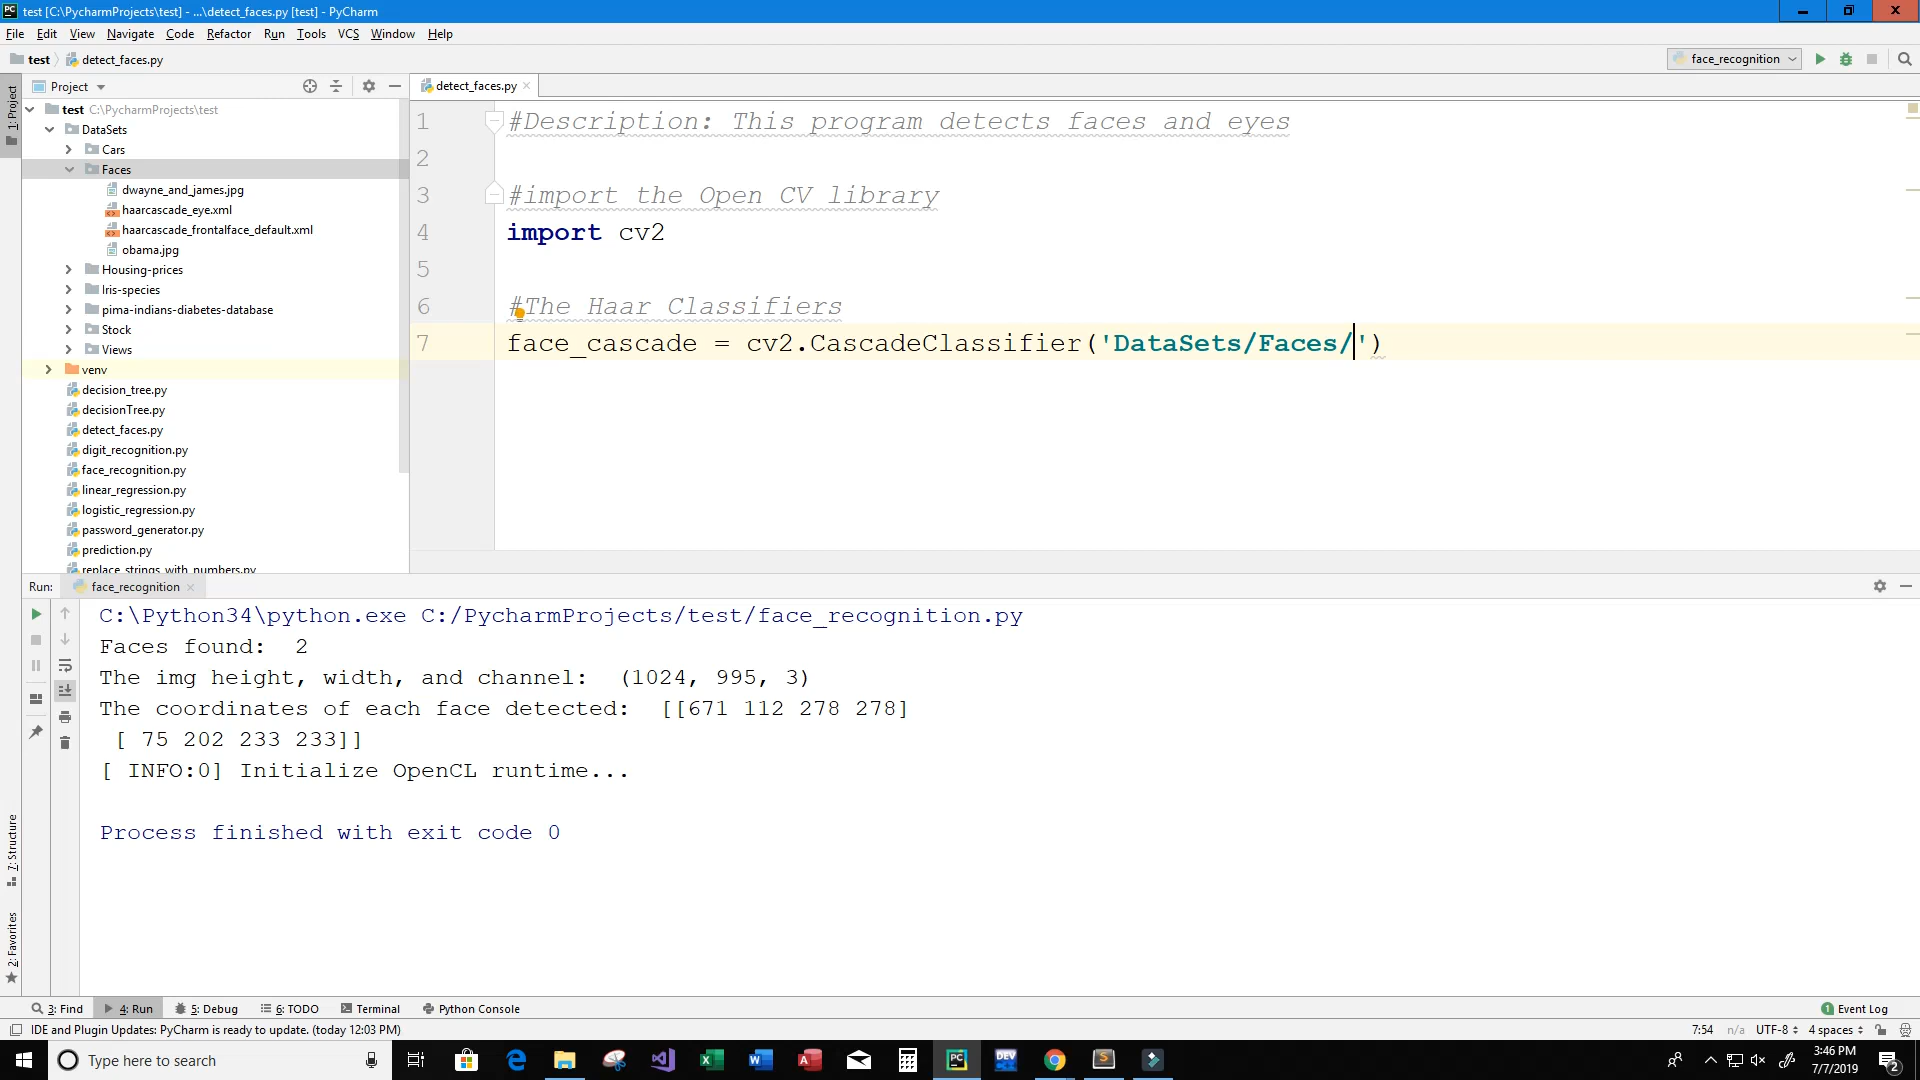 test [C:\PycharmProjects\test] - ...\detect_faces.py [test] - PyCharm
File Edit View Navigate Code Refactor Run Tools VCS Window Help
test detect_faces.py face_recognition
1: Project
Project
detect_faces.py
test C:\PycharmProjects\test
DataSets
Cars
Faces
dwayne_and_james.jpg
haarcascade_eye.xml
haarcascade_frontalface_default.xml
obama.jpg
Housing-prices
Iris-species
pima-indians-diabetes-database
Stock
Views
venv
decision_tree.py
decisionTree.py
detect_faces.py
digit_recognition.py
face_recognition.py
linear_regression.py
logistic_regression.py
password_generator.py
prediction.py
replace_strings_with_numbers.py
1 #Description: This program detects faces and eyes
2
3 #import the Open CV library
4 import cv2
5
6 #The Haar Classifiers
7 face_cascade = cv2.CascadeClassifier('DataSets/Faces/')
Run: face_recognition
C:\Python34\python.exe C:/PycharmProjects/test/face_recognition.py
Faces found:  2
The img height, width, and channel:  (1024, 995, 3)
The coordinates of each face detected:  [[671 112 278 278]
[ 75 202 233 233]]
[ INFO:0] Initialize OpenCL runtime...
Process finished with exit code 0
7: Structure
2: Favorites
3: Find 4: Run 5: Debug 6: TODO Terminal Python Console 1 Event Log
IDE and Plugin Updates: PyCharm is ready to update. (today 12:03 PM) 7:54 n/a UTF-8 4 spaces
Type here to search
3:46 PM
7/7/2019
2